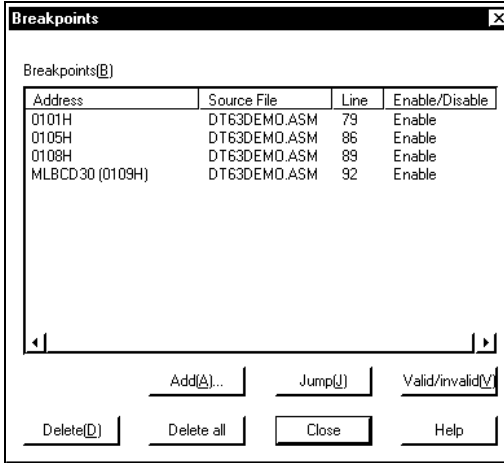 Breakpoints
Breakpoints(B)
Address Source File Line Enable/Disable
0101H DT63DEMO.ASM 79 Enable
0105H DT63DEMO.ASM 86 Enable
0108H DT63DEMO.ASM 89 Enable
MLBCD30 (0109H) DT63DEMO.ASM 92 Enable
Add(A)... Jump(J) Valid/invalid(V)
Delete(D) Delete all Close Help